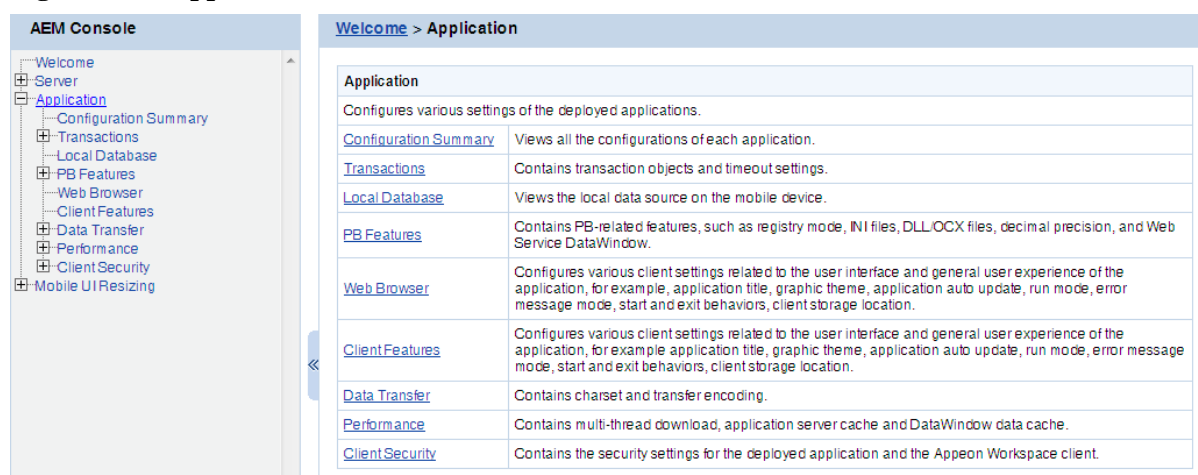 AEM Console
Welcome
Server
Application
Configuration Summary
Transactions
Local Database
PB Features
Web Browser
Client Features
Data Transfer
Performance
Client Security
Mobile UI Resizing
«
Welcome > Application
Application
Configures various settings of the deployed applications.
Configuration Summary Views all the configurations of each application.
Transactions Contains transaction objects and timeout settings.
Local Database Views the local data source on the mobile device.
PB Features Contains PB-related features, such as registry mode, INI files, DLL/OCX files, decimal precision, and Web
Service DataWindow.
Web Browser Configures various client settings related to the user interface and general user experience of the
application, for example, application title, graphic theme, application auto update, run mode, error
message mode, start and exit behaviors, client storage location.
Client Features Configures various client settings related to the user interface and general user experience of the
application, for example application title, graphic theme, application auto update, run mode, error message
mode, start and exit behaviors, client storage location.
Data Transfer Contains charset and transfer encoding.
Performance Contains multi-thread download, application server cache and DataWindow data cache.
Client Security Contains the security settings for the deployed application and the Appeon Workspace client.